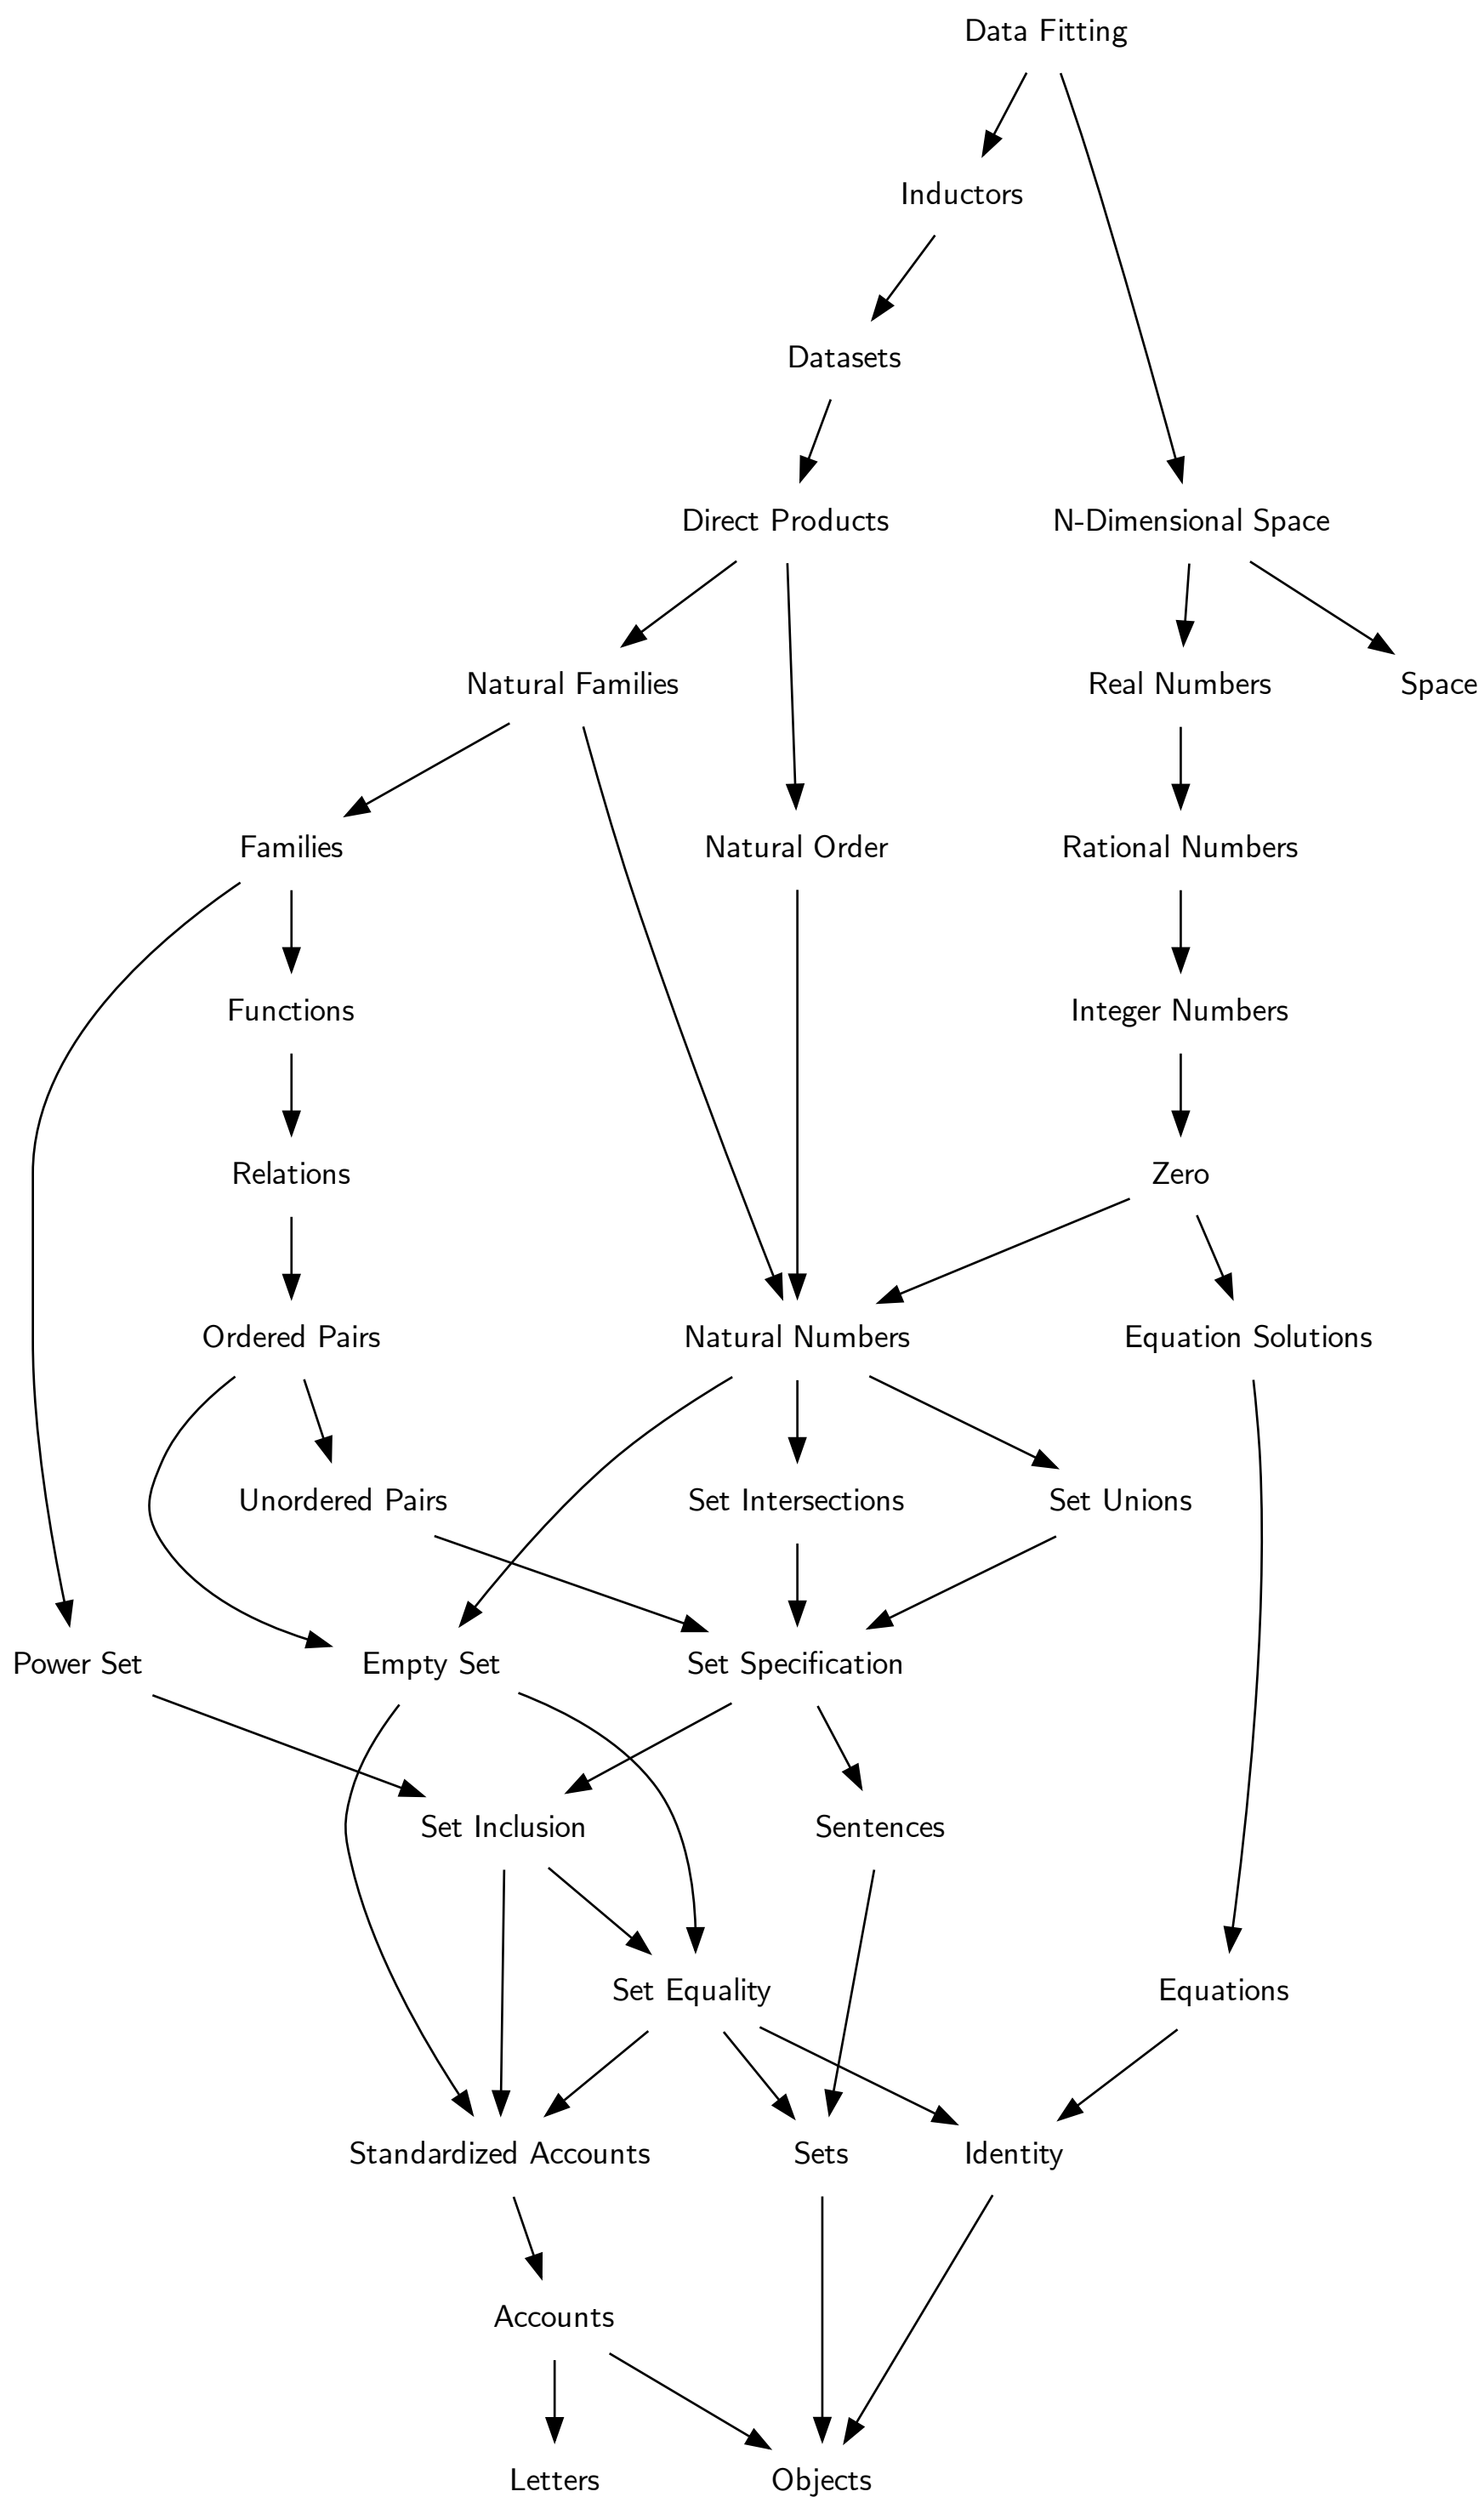 Data Fitting
Inductors
Datasets
Direct Products
N-Dimensional Space
Natural Families
Real Numbers
Space
Families
Natural Order
Rational Numbers
Functions
Integer Numbers
Relations
Zero
Ordered Pairs
Natural Numbers
Equation Solutions
Unordered Pairs
Set Intersections
Set Unions
Power Set
Empty Set
Set Specification
Set Inclusion
Sentences
Set Equality
Equations
Standardized Accounts
Sets
Identity
Accounts
Letters
Objects